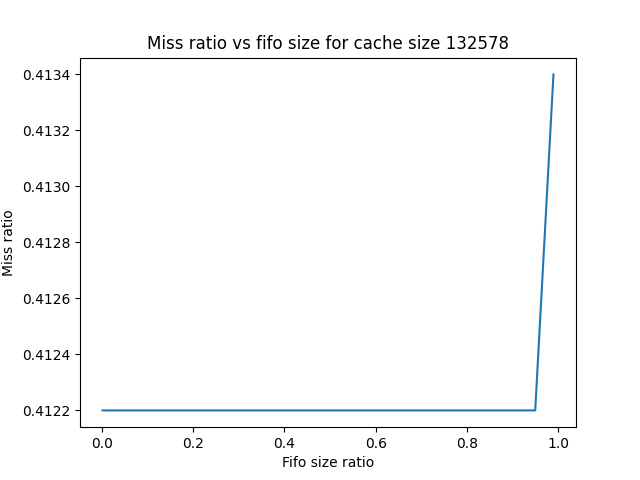 Miss ratio vs fifo size for cache size 132578
0.4134
0.4132
0.4130
0.4128
0.4126
0.4124
0.4122
Miss ratio
0.0 0.2 0.4 0.6 0.8 1.0
Fifo size ratio